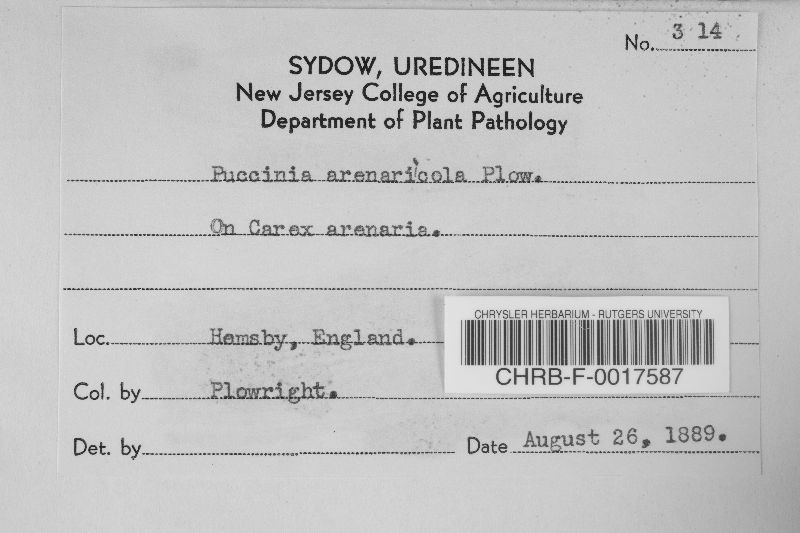 No. 3 14
SYDOW, UREDINEEN
New Jersey College of Agriculture
Department of Plant Pathology
Puccinia arenaricola Plow.
On Carex arenaria.
Loc. Hemsby, England.
CHRYSLER HERBARIUM - RUTGERS UNIVERSITY
CHRB-F-0017587
Col. by Plowright.
Det. by
Date August 26, 1889.